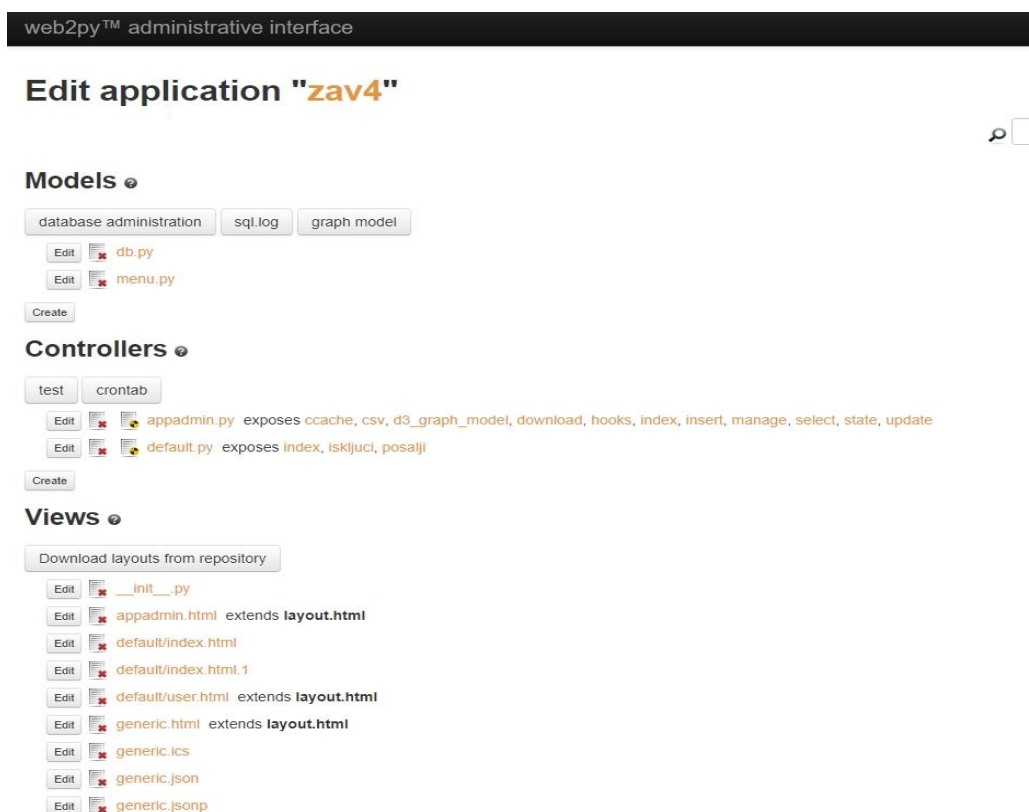 web2py™ administrative interface
Edit application "zav4"
Models
database administration sql.log graph model
Edit db.py
Edit menu.py
Create
Controllers
test crontab
Edit appadmin.py exposes ccache, csv, d3_graph_model, download, hooks, index, insert, manage, select, state, update
Edit default.py exposes index, iskljuci, posalji
Create
Views
Download layouts from repository
Edit __init__.py
Edit appadmin.html extends layout.html
Edit default/index.html
Edit default/index.html.1
Edit default/user.html extends layout.html
Edit generic.html extends layout.html
Edit generic.ics
Edit generic.json
Edit generic.jsonp